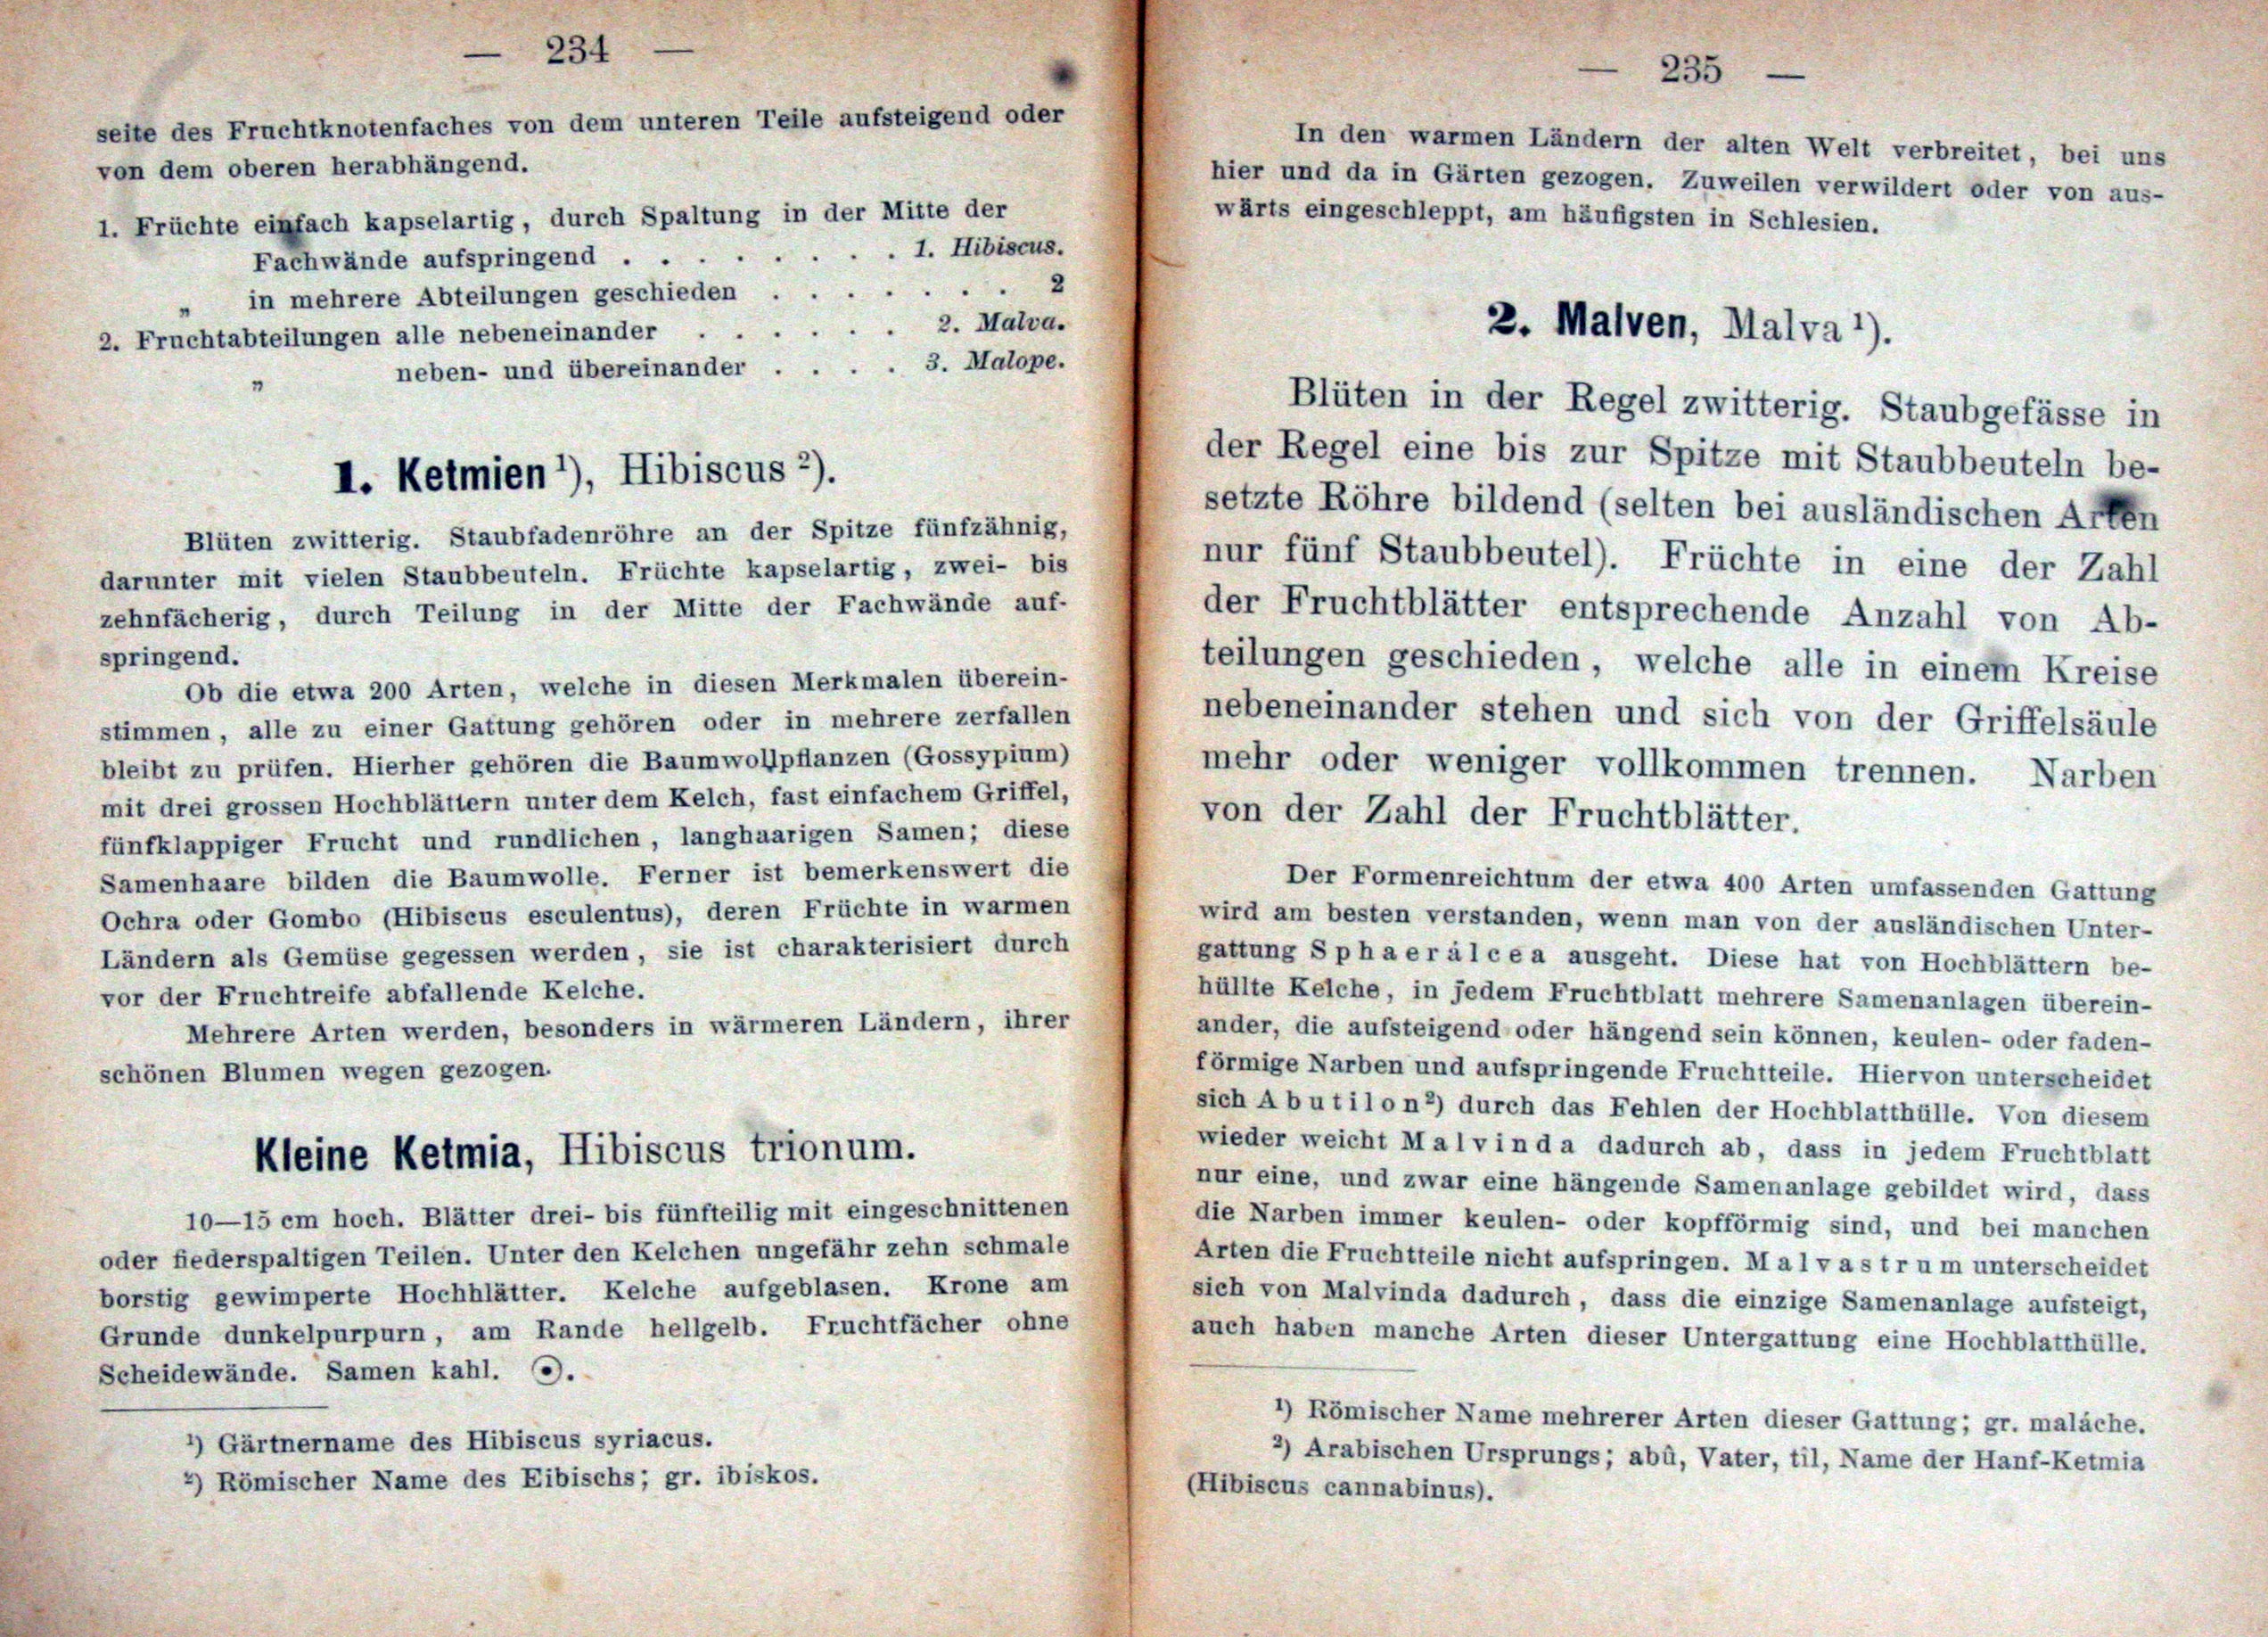 — 234 —
seite des Fruchtknotenfaches von dem unteren Teile aufsteigend oder
von dem oberen herabhängend.
1. Früchte einfach kapselartig, durch Spaltung in der Mitte der
Fachwände aufspringend . . . . . . . . . 1. Hibiscus.
„ in mehrere Abteilungen geschieden . . . . . . . 2
2. Fruchtabteilungen alle nebeneinander . . . . . . 2. Malva.
„ neben- und übereinander . . . . 3. Malope.
1. Ketmien¹), Hibiscus²).
Blüten zwitterig. Staubfadenröhre an der Spitze fünfzähnig,
darunter mit vielen Staubbeuteln. Früchte kapselartig, zwei- bis
zehnfächerig, durch Teilung in der Mitte der Fachwände auf-
springend.
Ob die etwa 200 Arten, welche in diesen Merkmalen überein-
stimmen, alle zu einer Gattung gehören oder in mehrere zerfallen
bleibt zu prüfen. Hierher gehören die Baumwollpflanzen (Gossypium)
mit drei grossen Hochblättern unter dem Kelch, fast einfachem Griffel,
fünfklappiger Frucht und rundlichen, langhaarigen Samen; diese
Samenhaare bilden die Baumwolle. Ferner ist bemerkenswert die
Ochra oder Gombo (Hibiscus esculentus), deren Früchte in warmen
Ländern als Gemüse gegessen werden, sie ist charakterisiert durch
vor der Fruchtreife abfallende Kelche.
Mehrere Arten werden, besonders in wärmeren Ländern, ihrer
schönen Blumen wegen gezogen.
Kleine Ketmia, Hibiscus trionum.
10—15 cm hoch. Blätter drei- bis fünfteilig mit eingeschnittenen
oder fiederspaltigen Teilen. Unter den Kelchen ungefähr zehn schmale
borstig gewimperte Hochhlätter. Kelche aufgeblasen. Krone am
Grunde dunkelpurpurn, am Rande hellgelb. Fruchtfächer ohne
Scheidewände. Samen kahl. ⊙.
¹) Gärtnername des Hibiscus syriacus.
²) Römischer Name des Eibischs; gr. ibiskos.
— 235 —
In den warmen Ländern der alten Welt verbreitet, bei uns
hier und da in Gärten gezogen. Zuweilen verwildert oder von aus-
wärts eingeschleppt, am häufigsten in Schlesien.
2. Malven, Malva¹).
Blüten in der Regel zwitterig. Staubgefässe in
der Regel eine bis zur Spitze mit Staubbeuteln be-
setzte Röhre bildend (selten bei ausländischen Arten
nur fünf Staubbeutel). Früchte in eine der Zahl
der Fruchtblätter entsprechende Anzahl von Ab-
teilungen geschieden, welche alle in einem Kreise
nebeneinander stehen und sich von der Griffelsäule
mehr oder weniger vollkommen trennen. Narben
von der Zahl der Fruchtblätter.
Der Formenreichtum der etwa 400 Arten umfassenden Gattung
wird am besten verstanden, wenn man von der ausländischen Unter-
gattung Sphaerálcea ausgeht. Diese hat von Hochblättern be-
hüllte Kelche, in jedem Fruchtblatt mehrere Samenanlagen überein-
ander, die aufsteigend oder hängend sein können, keulen- oder faden-
förmige Narben und aufspringende Fruchtteile. Hiervon unterscheidet
sich Abutilon²) durch das Fehlen der Hochblatthülle. Von diesem
wieder weicht Malvinda dadurch ab, dass in jedem Fruchtblatt
nur eine, und zwar eine hängende Samenanlage gebildet wird, dass
die Narben immer keulen- oder kopfförmig sind, und bei manchen
Arten die Fruchtteile nicht aufspringen. Malvastrum unterscheidet
sich von Malvinda dadurch, dass die einzige Samenanlage aufsteigt,
auch haben manche Arten dieser Untergattung eine Hochblatthülle.
¹) Römischer Name mehrerer Arten dieser Gattung; gr. maláche.
²) Arabischen Ursprungs; abû, Vater, til, Name der Hanf-Ketmia
(Hibiscus cannabinus).